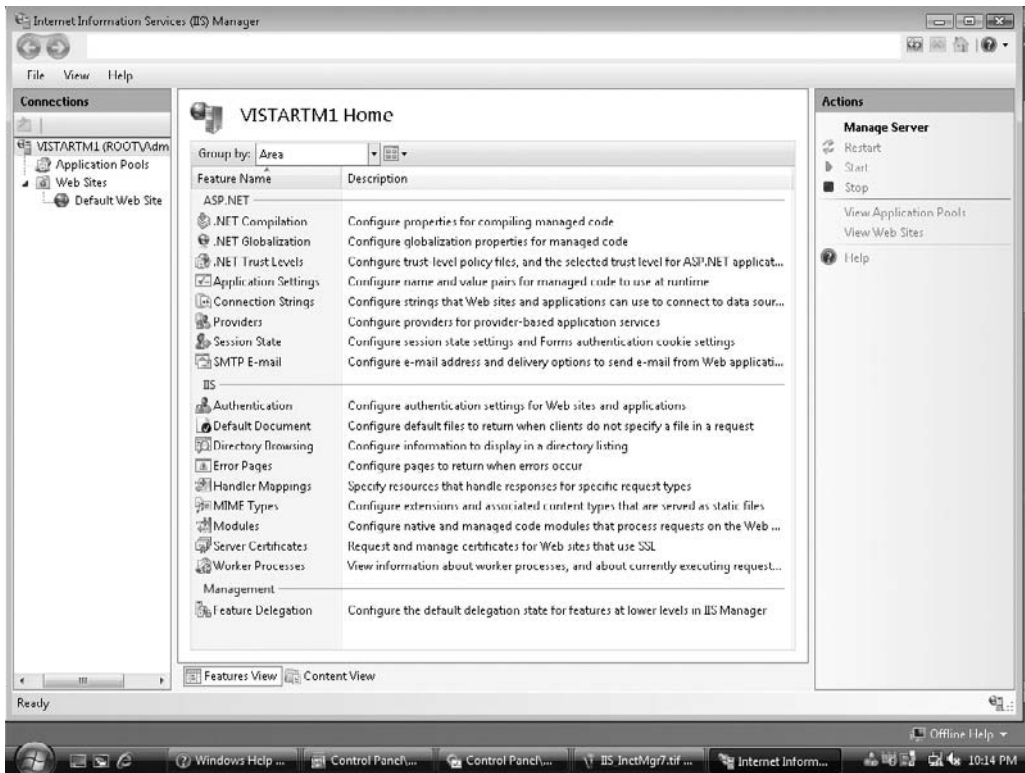 Internet Information Services (IIS) Manager
File View Help
Connections
VISTARTM1 (ROOT\Adm
Application Pools
Web Sites
Default Web Site
VISTARTM1 Home
Group by: Area
Feature Name Description
ASP.NET
.NET Compilation Configure properties for compiling managed code
.NET Globalization Configure globalization properties for managed code
.NET Trust Levels Configure trust-level policy files, and the selected trust level for ASP.NET applicat...
Application Settings Configure name and value pairs for managed code to use at runtime
Connection Strings Configure strings that Web sites and applications can use to connect to data sour...
Providers Configure providers for provider-based application services
Session State Configure session state settings and Forms authentication cookie settings
SMTP E-mail Configure e-mail address and delivery options to send e-mail from Web applicati...
IIS
Authentication Configure authentication settings for Web sites and applications
Default Document Configure default files to return when clients do not specify a file in a request
Directory Browsing Configure information to display in a directory listing
Error Pages Configure pages to return when errors occur
Handler Mappings Specify resources that handle responses for specific request types
MIME Types Configure extensions and associated content types that are served as static files
Modules Configure native and managed code modules that process requests on the Web ...
Server Certificates Request and manage certificates for Web sites that use SSL
Worker Processes View information about worker processes, and about currently executing request...
Management
Feature Delegation Configure the default delegation state for features at lower levels in IIS Manager
Features View Content View
Actions
Manage Server
Restart
Start
Stop
View Application Pools
View Web Sites
Help
Ready
Offline Help
Windows Help ... Control Panel\... Control Panel\... IIS InetMgr7.tif ... Internet Inform... 10:14 PM